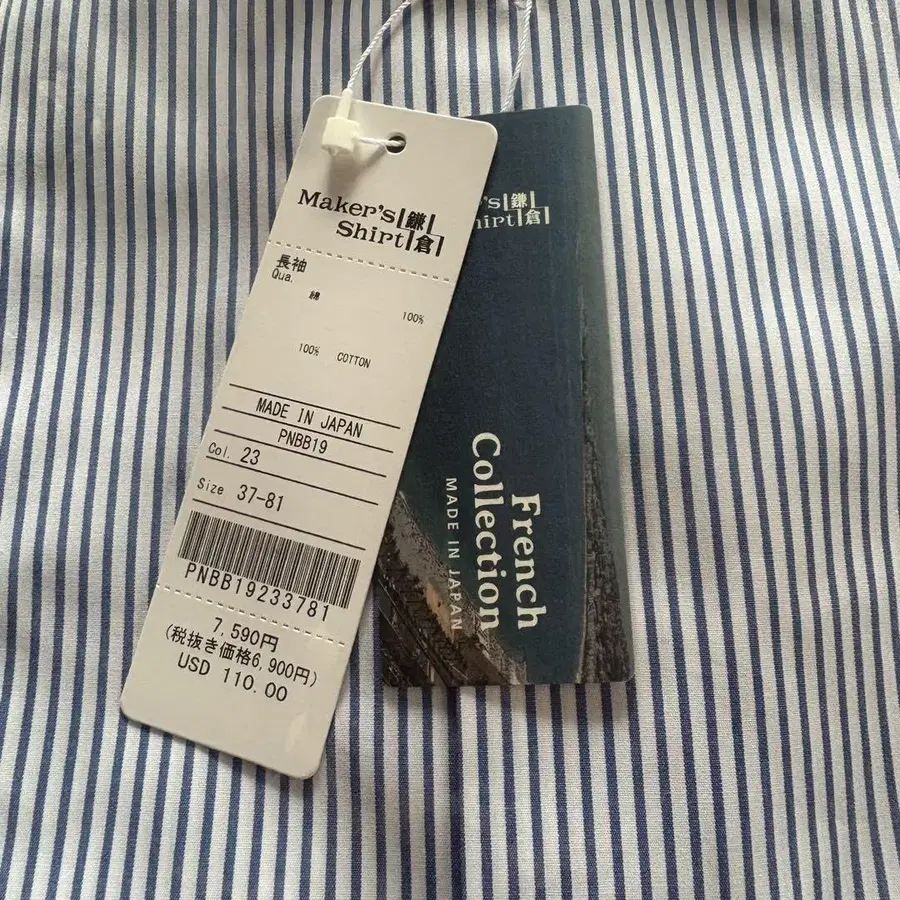 Maker's 鎌
Shirt 倉
長袖
Qua.
綿
100%
100% COTTON
MADE IN JAPAN
PNBB19
Col. 23
Size 37-81
PNBB19233781
7,590円
(税抜き価格6,900円)
USD 110.00
's 鎌
hirt 倉
French
Collection
MADE IN JAPAN